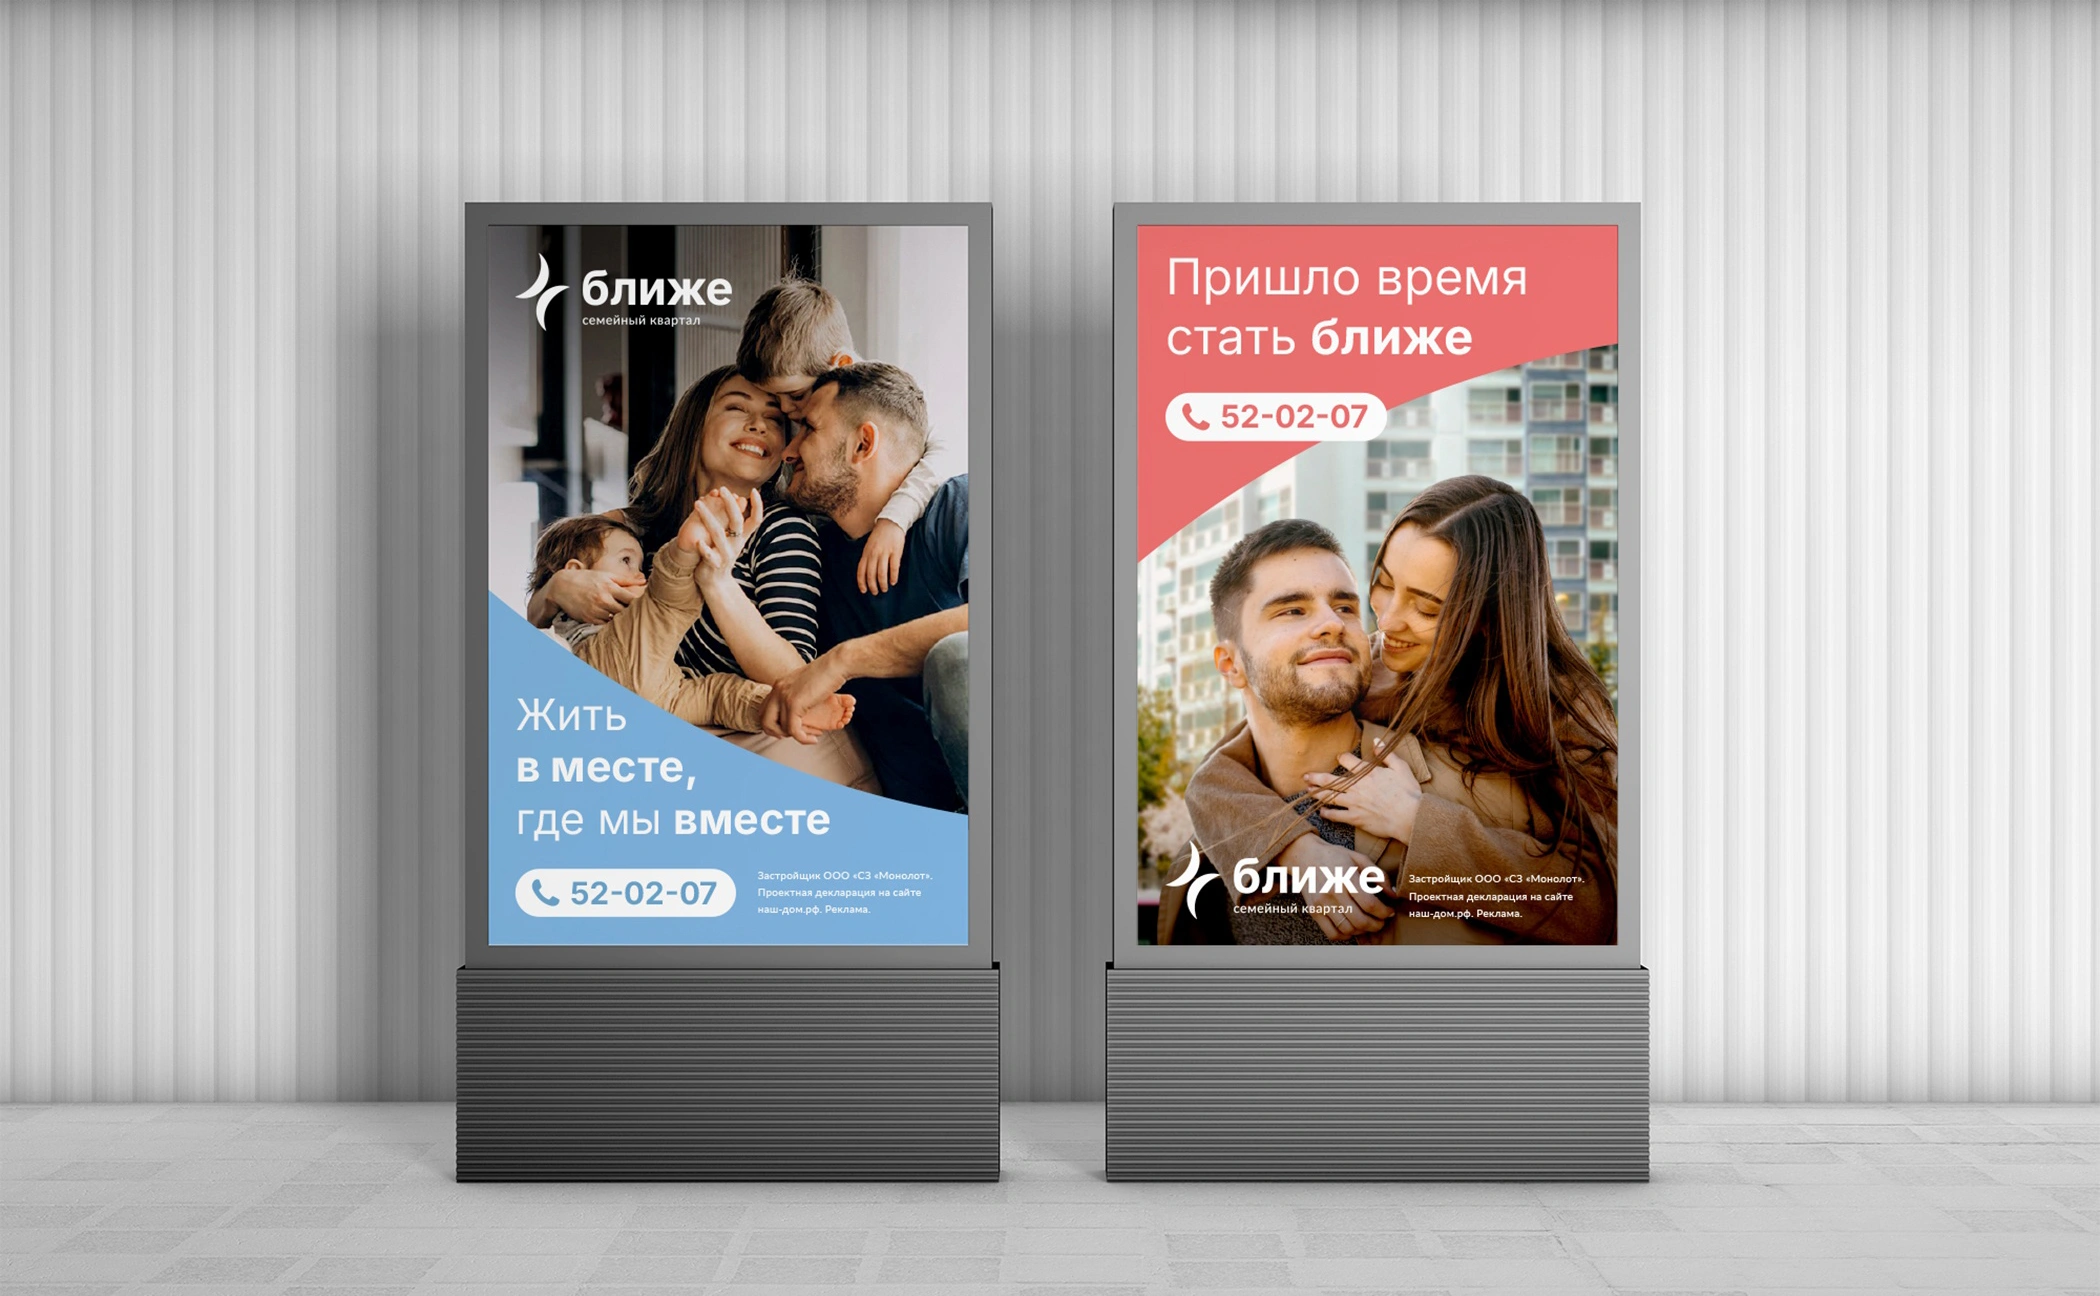 ближе
семейный квартал
Жить
в месте,
где мы вместе
52-02-07
Застройщик ООО «СЗ «Монолот».
Проектная декларация на сайте
наш-дом.рф. Реклама.
Пришло время
стать ближе
52-02-07
ближе
семейный квартал
Застройщик ООО «СЗ «Монолот».
Проектная декларация на сайте
наш-дом.рф. Реклама.